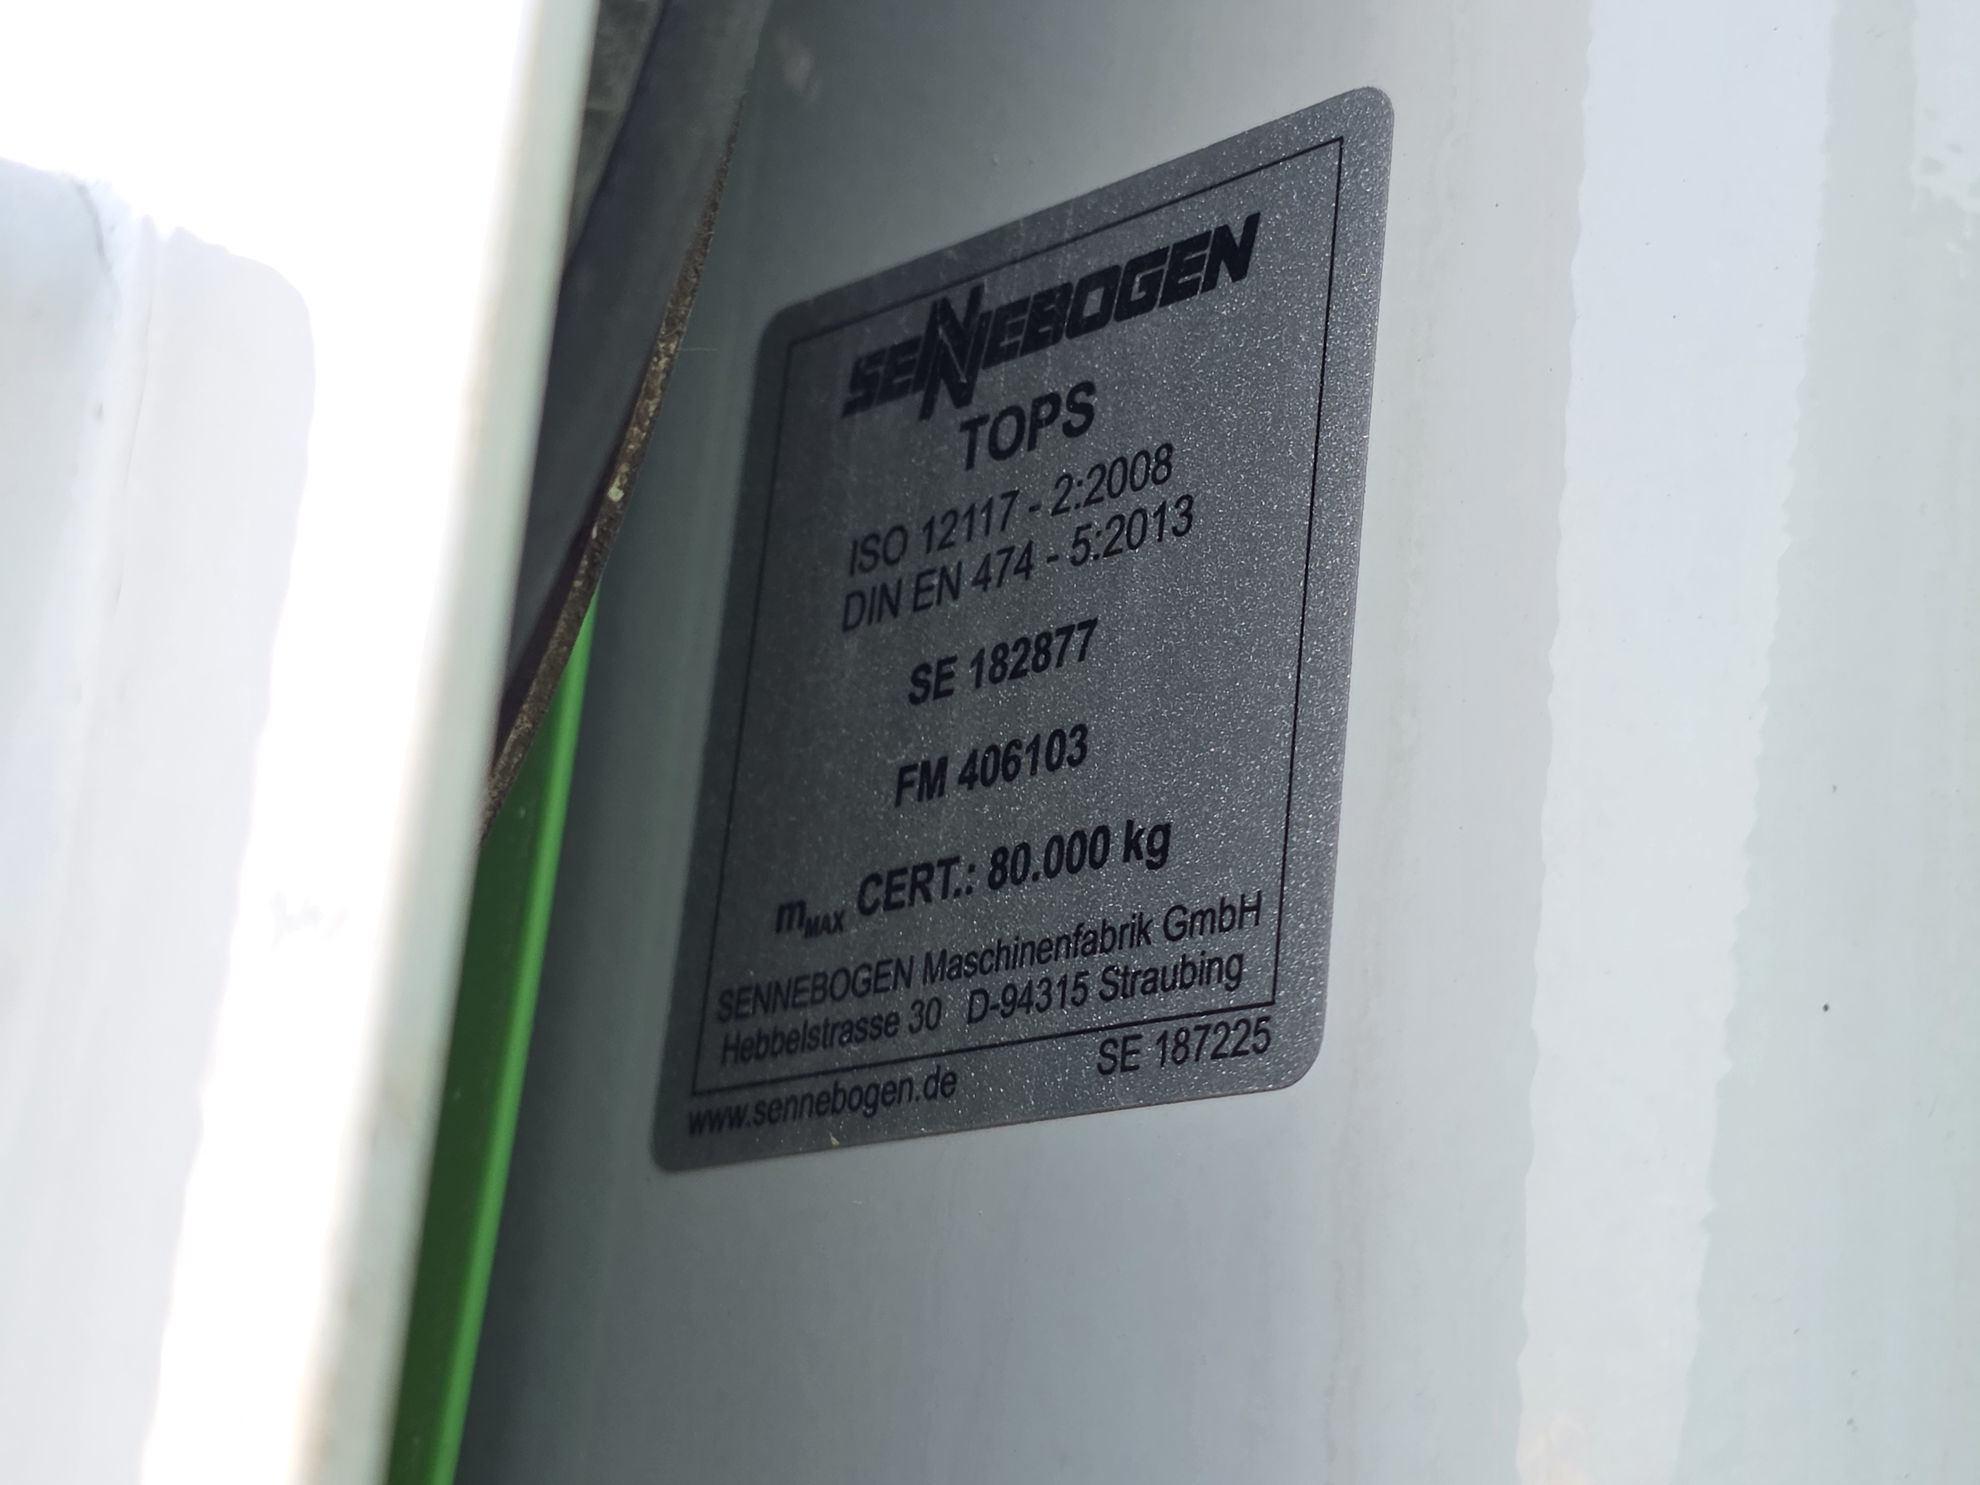 SENNEBOGEN
TOPS
ISO 12117 - 2:2008
DIN EN 474 - 5:2013
SE 182877
FM 406103
mMAX CERT.: 80.000 kg
SENNEBOGEN Maschinenfabrik GmbH
Hebbelstrasse 30 D-94315 Straubing
www.sennebogen.de SE 187225